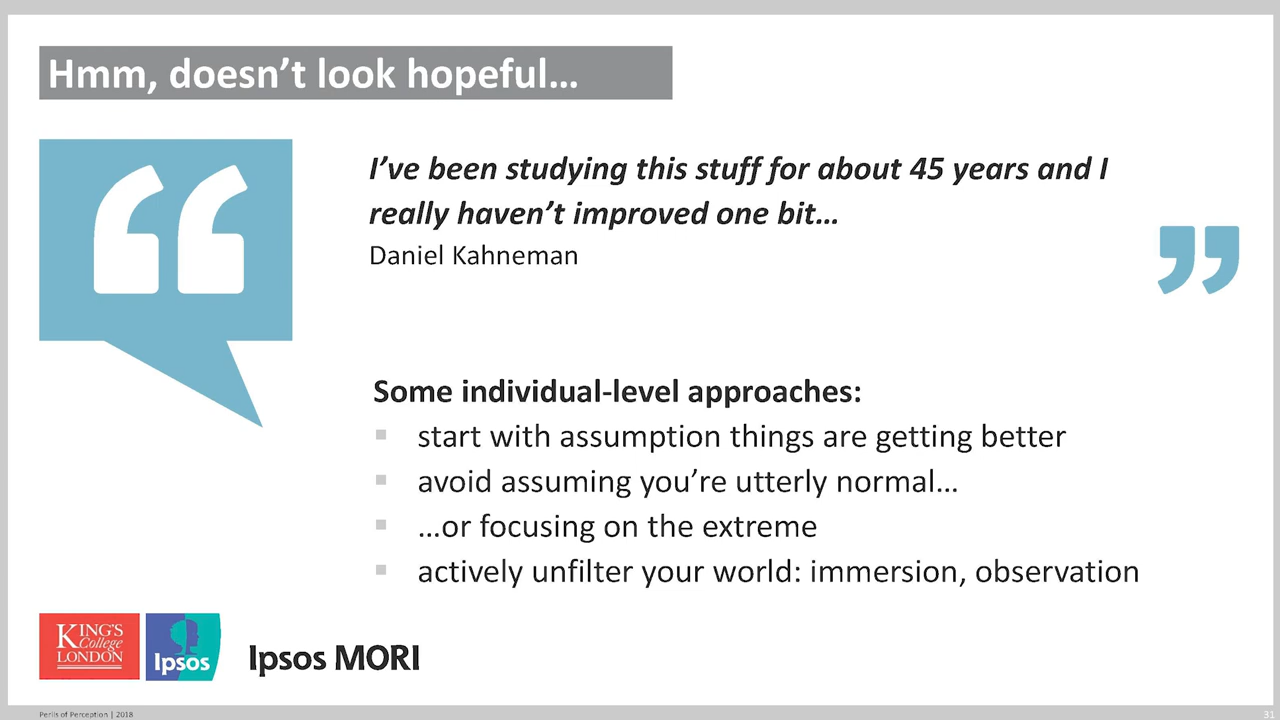 Hmm, doesn’t look hopeful…
I’ve been studying this stuff for about 45 years and I
really haven’t improved one bit…
Daniel Kahneman
Some individual-level approaches:
▪ start with assumption things are getting better
▪ avoid assuming you’re utterly normal…
▪ …or focusing on the extreme
▪ actively unfilter your world: immersion, observation
KING’S
College
LONDON
Ipsos
Ipsos MORI
Perils of Perception | 2018
31